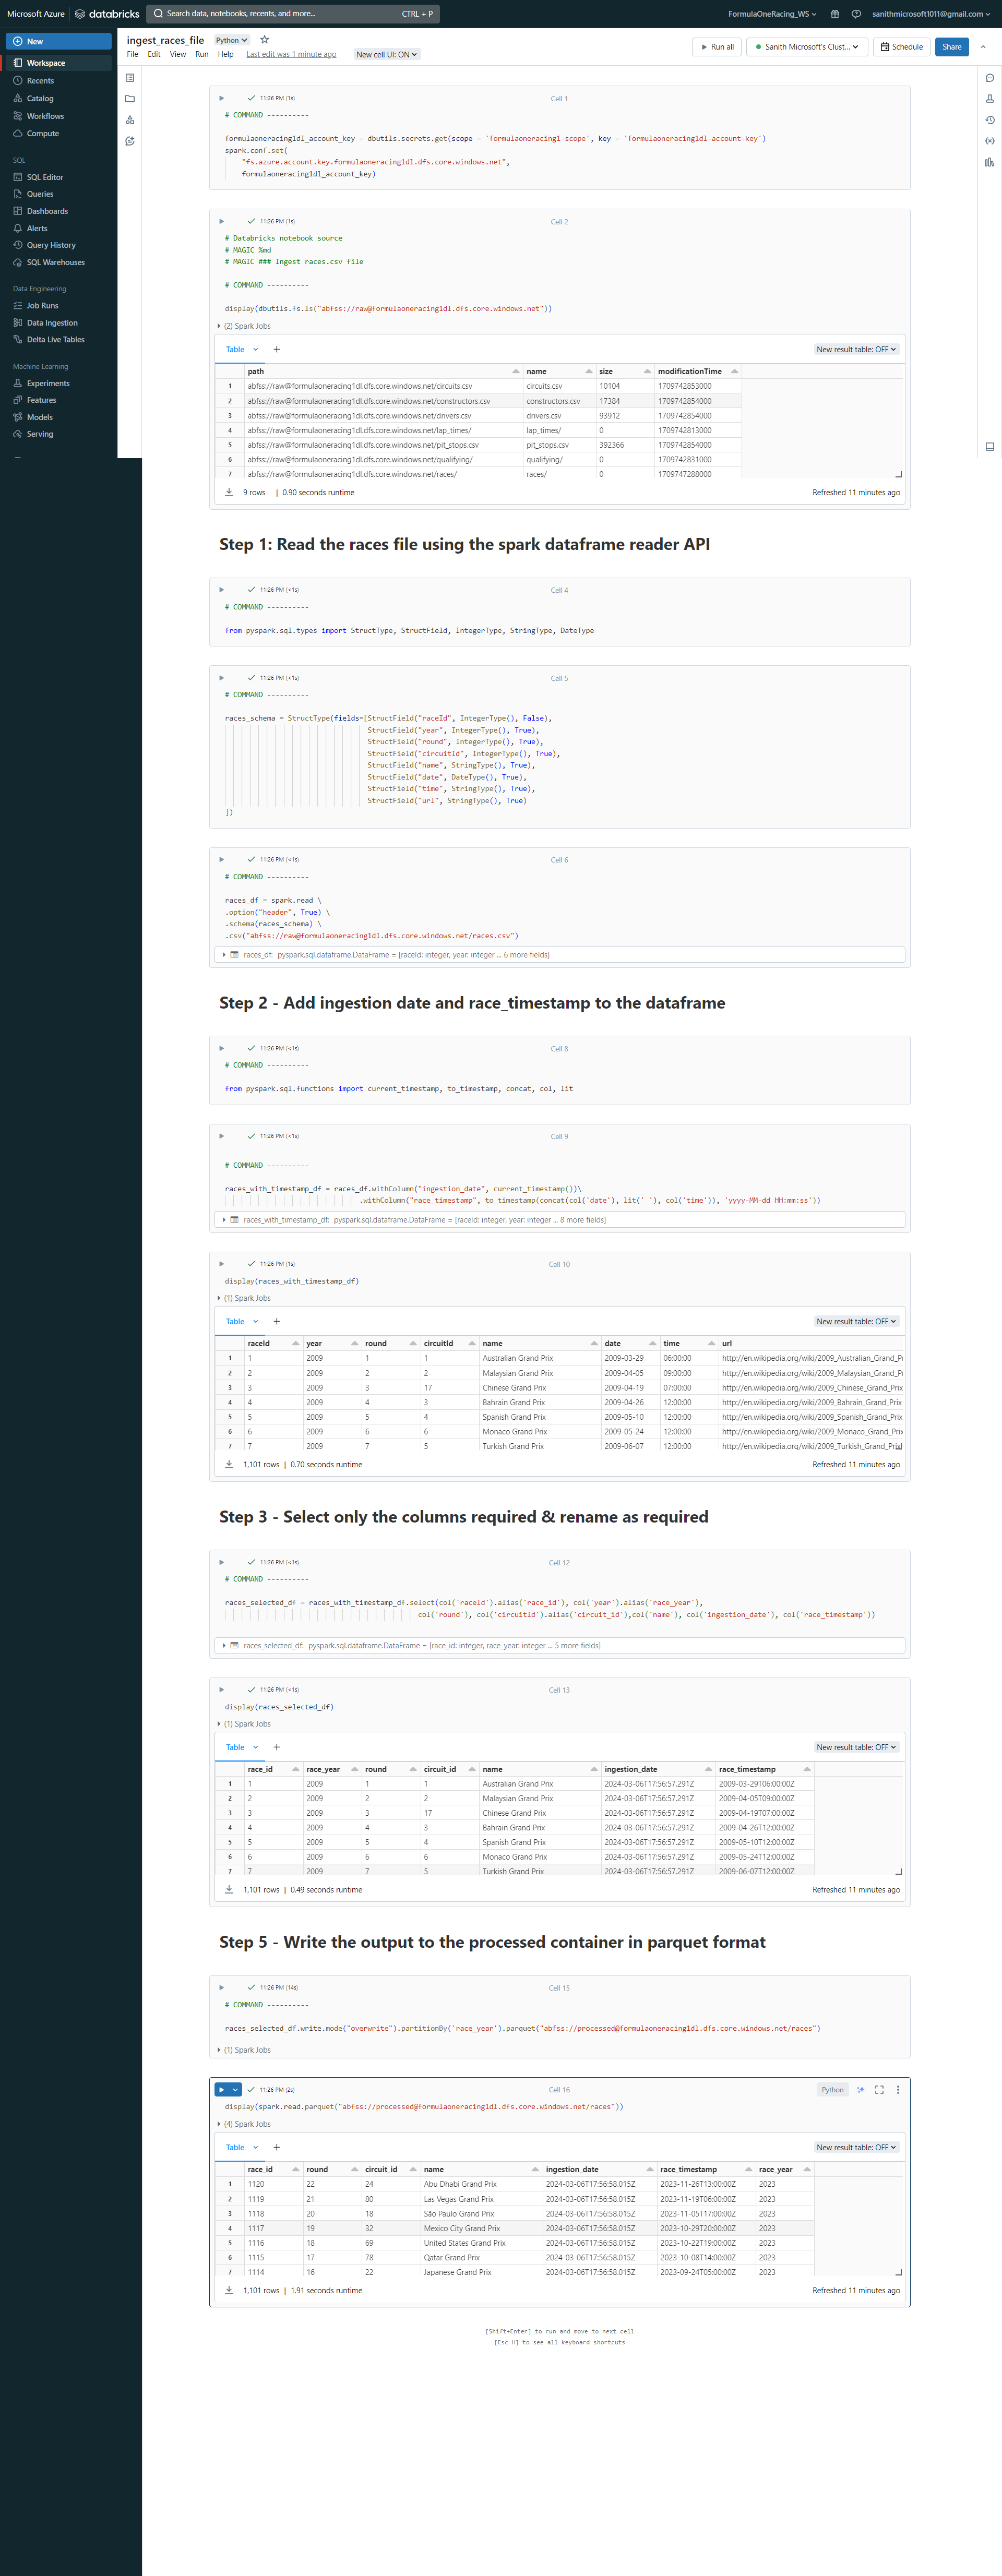 Microsoft Azure databricks Search data, notebooks, recents, and more... CTRL + P FormulaOneRacing_WS sanithmicrosoft1011@gmail.com
New
Workspace
Recents
Catalog
Workflows
Compute
SQL
SQL Editor
Queries
Dashboards
Alerts
Query History
SQL Warehouses
Data Engineering
Job Runs
Data Ingestion
Delta Live Tables
Machine Learning
Experiments
Features
Models
Serving
ingest_races_file Python
File Edit View Run Help Last edit was 1 minute ago New cell UI: ON
Run all Sanith Microsoft's Clust... Schedule Share
11:26 PM (1s) Cell 1
# COMMAND ----------
formulaoneracing1dl_account_key = dbutils.secrets.get(scope = 'formulaoneracing1-scope', key = 'formulaoneracing1dl-account-key')
spark.conf.set(
"fs.azure.account.key.formulaoneracing1dl.dfs.core.windows.net",
formulaoneracing1dl_account_key)
11:26 PM (1s) Cell 2
# Databricks notebook source
# MAGIC %md
# MAGIC ### Ingest races.csv file
# COMMAND ----------
display(dbutils.fs.ls("abfss://raw@formulaoneracing1dl.dfs.core.windows.net"))
(2) Spark Jobs
Table + New result table: OFF
path name size modificationTime
1 abfss://raw@formulaoneracing1dl.dfs.core.windows.net/circuits.csv circuits.csv 10104 1709742853000
2 abfss://raw@formulaoneracing1dl.dfs.core.windows.net/constructors.csv constructors.csv 17384 1709742854000
3 abfss://raw@formulaoneracing1dl.dfs.core.windows.net/drivers.csv drivers.csv 93912 1709742854000
4 abfss://raw@formulaoneracing1dl.dfs.core.windows.net/lap_times/ lap_times/ 0 1709742813000
5 abfss://raw@formulaoneracing1dl.dfs.core.windows.net/pit_stops.csv pit_stops.csv 392366 1709742854000
6 abfss://raw@formulaoneracing1dl.dfs.core.windows.net/qualifying/ qualifying/ 0 1709742831000
7 abfss://raw@formulaoneracing1dl.dfs.core.windows.net/races/ races/ 0 1709747288000
9 rows | 0.90 seconds runtime Refreshed 11 minutes ago
Step 1: Read the races file using the spark dataframe reader API
11:26 PM (<1s) Cell 4
# COMMAND ----------
from pyspark.sql.types import StructType, StructField, IntegerType, StringType, DateType
11:26 PM (<1s) Cell 5
# COMMAND ----------
races_schema = StructType(fields=[StructField("raceId", IntegerType(), False),
StructField("year", IntegerType(), True),
StructField("round", IntegerType(), True),
StructField("circuitId", IntegerType(), True),
StructField("name", StringType(), True),
StructField("date", DateType(), True),
StructField("time", StringType(), True),
StructField("url", StringType(), True)
])
11:26 PM (<1s) Cell 6
# COMMAND ----------
races_df = spark.read \
.option("header", True) \
.schema(races_schema) \
.csv("abfss://raw@formulaoneracing1dl.dfs.core.windows.net/races.csv")
races_df: pyspark.sql.dataframe.DataFrame = [raceId: integer, year: integer ... 6 more fields]
Step 2 - Add ingestion date and race_timestamp to the dataframe
11:26 PM (<1s) Cell 8
# COMMAND ----------
from pyspark.sql.functions import current_timestamp, to_timestamp, concat, col, lit
11:26 PM (<1s) Cell 9
# COMMAND ----------
races_with_timestamp_df = races_df.withColumn("ingestion_date", current_timestamp())\
.withColumn("race_timestamp", to_timestamp(concat(col('date'), lit(' '), col('time')), 'yyyy-MM-dd HH:mm:ss'))
races_with_timestamp_df: pyspark.sql.dataframe.DataFrame = [raceId: integer, year: integer ... 8 more fields]
11:26 PM (1s) Cell 10
display(races_with_timestamp_df)
(1) Spark Jobs
Table + New result table: OFF
raceId year round circuitId name date time url
1 1 2009 1 1 Australian Grand Prix 2009-03-29 06:00:00 http://en.wikipedia.org/wiki/2009_Australian_Grand_P
2 2 2009 2 2 Malaysian Grand Prix 2009-04-05 09:00:00 http://en.wikipedia.org/wiki/2009_Malaysian_Grand_P
3 3 2009 3 17 Chinese Grand Prix 2009-04-19 07:00:00 http://en.wikipedia.org/wiki/2009_Chinese_Grand_Prix
4 4 2009 4 3 Bahrain Grand Prix 2009-04-26 12:00:00 http://en.wikipedia.org/wiki/2009_Bahrain_Grand_Prix
5 5 2009 5 4 Spanish Grand Prix 2009-05-10 12:00:00 http://en.wikipedia.org/wiki/2009_Spanish_Grand_Prix
6 6 2009 6 6 Monaco Grand Prix 2009-05-24 12:00:00 http://en.wikipedia.org/wiki/2009_Monaco_Grand_Prix
7 7 2009 7 5 Turkish Grand Prix 2009-06-07 12:00:00 http://en.wikipedia.org/wiki/2009_Turkish_Grand_Prix
1,101 rows | 0.70 seconds runtime Refreshed 11 minutes ago
Step 3 - Select only the columns required & rename as required
11:26 PM (<1s) Cell 12
# COMMAND ----------
races_selected_df = races_with_timestamp_df.select(col('raceId').alias('race_id'), col('year').alias('race_year'),
col('round'), col('circuitId').alias('circuit_id'),col('name'), col('ingestion_date'), col('race_timestamp'))
races_selected_df: pyspark.sql.dataframe.DataFrame = [race_id: integer, race_year: integer ... 5 more fields]
11:26 PM (<1s) Cell 13
display(races_selected_df)
(1) Spark Jobs
Table + New result table: OFF
race_id race_year round circuit_id name ingestion_date race_timestamp
1 1 2009 1 1 Australian Grand Prix 2024-03-06T17:56:57.291Z 2009-03-29T06:00:00Z
2 2 2009 2 2 Malaysian Grand Prix 2024-03-06T17:56:57.291Z 2009-04-05T09:00:00Z
3 3 2009 3 17 Chinese Grand Prix 2024-03-06T17:56:57.291Z 2009-04-19T07:00:00Z
4 4 2009 4 3 Bahrain Grand Prix 2024-03-06T17:56:57.291Z 2009-04-26T12:00:00Z
5 5 2009 5 4 Spanish Grand Prix 2024-03-06T17:56:57.291Z 2009-05-10T12:00:00Z
6 6 2009 6 6 Monaco Grand Prix 2024-03-06T17:56:57.291Z 2009-05-24T12:00:00Z
7 7 2009 7 5 Turkish Grand Prix 2024-03-06T17:56:57.291Z 2009-06-07T12:00:00Z
1,101 rows | 0.49 seconds runtime Refreshed 11 minutes ago
Step 5 - Write the output to the processed container in parquet format
11:26 PM (14s) Cell 15
# COMMAND ----------
races_selected_df.write.mode("overwrite").partitionBy('race_year').parquet("abfss://processed@formulaoneracing1dl.dfs.core.windows.net/races")
(1) Spark Jobs
11:26 PM (2s) Cell 16 Python
display(spark.read.parquet("abfss://processed@formulaoneracing1dl.dfs.core.windows.net/races"))
(4) Spark Jobs
Table + New result table: OFF
race_id round circuit_id name ingestion_date race_timestamp race_year
1 1120 22 24 Abu Dhabi Grand Prix 2024-03-06T17:56:58.015Z 2023-11-26T13:00:00Z 2023
2 1119 21 80 Las Vegas Grand Prix 2024-03-06T17:56:58.015Z 2023-11-19T06:00:00Z 2023
3 1118 20 18 São Paulo Grand Prix 2024-03-06T17:56:58.015Z 2023-11-05T17:00:00Z 2023
4 1117 19 32 Mexico City Grand Prix 2024-03-06T17:56:58.015Z 2023-10-29T20:00:00Z 2023
5 1116 18 69 United States Grand Prix 2024-03-06T17:56:58.015Z 2023-10-22T19:00:00Z 2023
6 1115 17 78 Qatar Grand Prix 2024-03-06T17:56:58.015Z 2023-10-08T14:00:00Z 2023
7 1114 16 22 Japanese Grand Prix 2024-03-06T17:56:58.015Z 2023-09-24T05:00:00Z 2023
1,101 rows | 1.91 seconds runtime Refreshed 11 minutes ago
[Shift+Enter] to run and move to next cell
[Esc H] to see all keyboard shortcuts